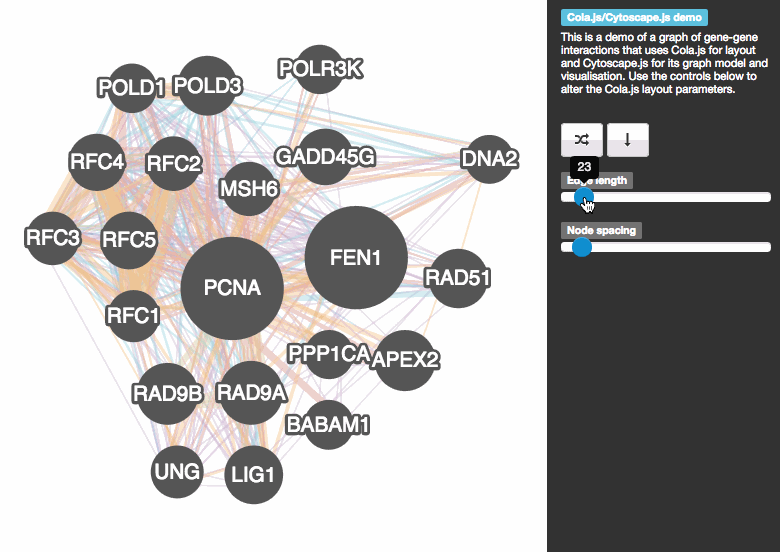 Cola.js/Cytoscape.js demo
This is a demo of a graph of gene-gene
interactions that uses Cola.js for layout
and Cytoscape.js for its graph model and
visualisation. Use the controls below to
alter the Cola.js layout parameters.
23
Edge length
Node spacing
POLR3K
POLD1
POLD3
RFC4
RFC2
GADD45G
DNA2
MSH6
RFC3
RFC5
FEN1
PCNA
RAD51
RFC1
PPP1CA
APEX2
RAD9B
RAD9A
BABAM1
UNG
LIG1